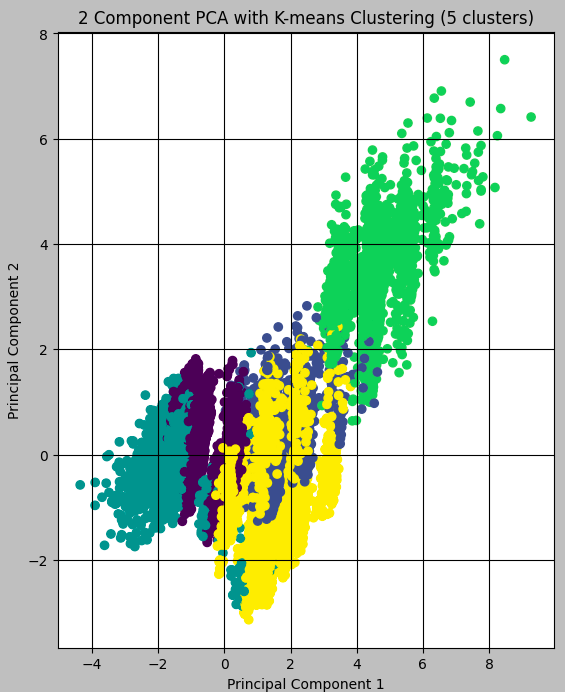 2 Component PCA with K-means Clustering (5 clusters)
8
6
4
2
0
−2
Principal Component 2
−4 −2 0 2 4 6 8
Principal Component 1